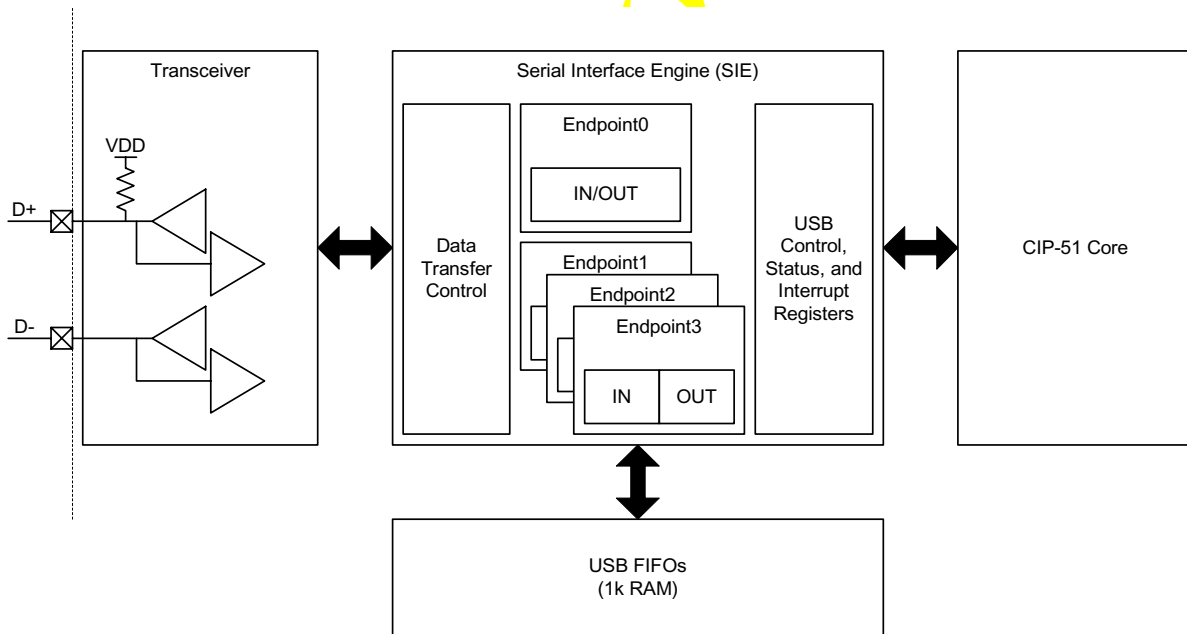 Transceiver
VDD
D+
D-
Serial Interface Engine (SIE)
Data
Transfer
Control
Endpoint0
IN/OUT
Endpoint1
Endpoint2
Endpoint3
IN
OUT
USB
Control,
Status, and
Interrupt
Registers
CIP-51 Core
USB FIFOs
(1k RAM)